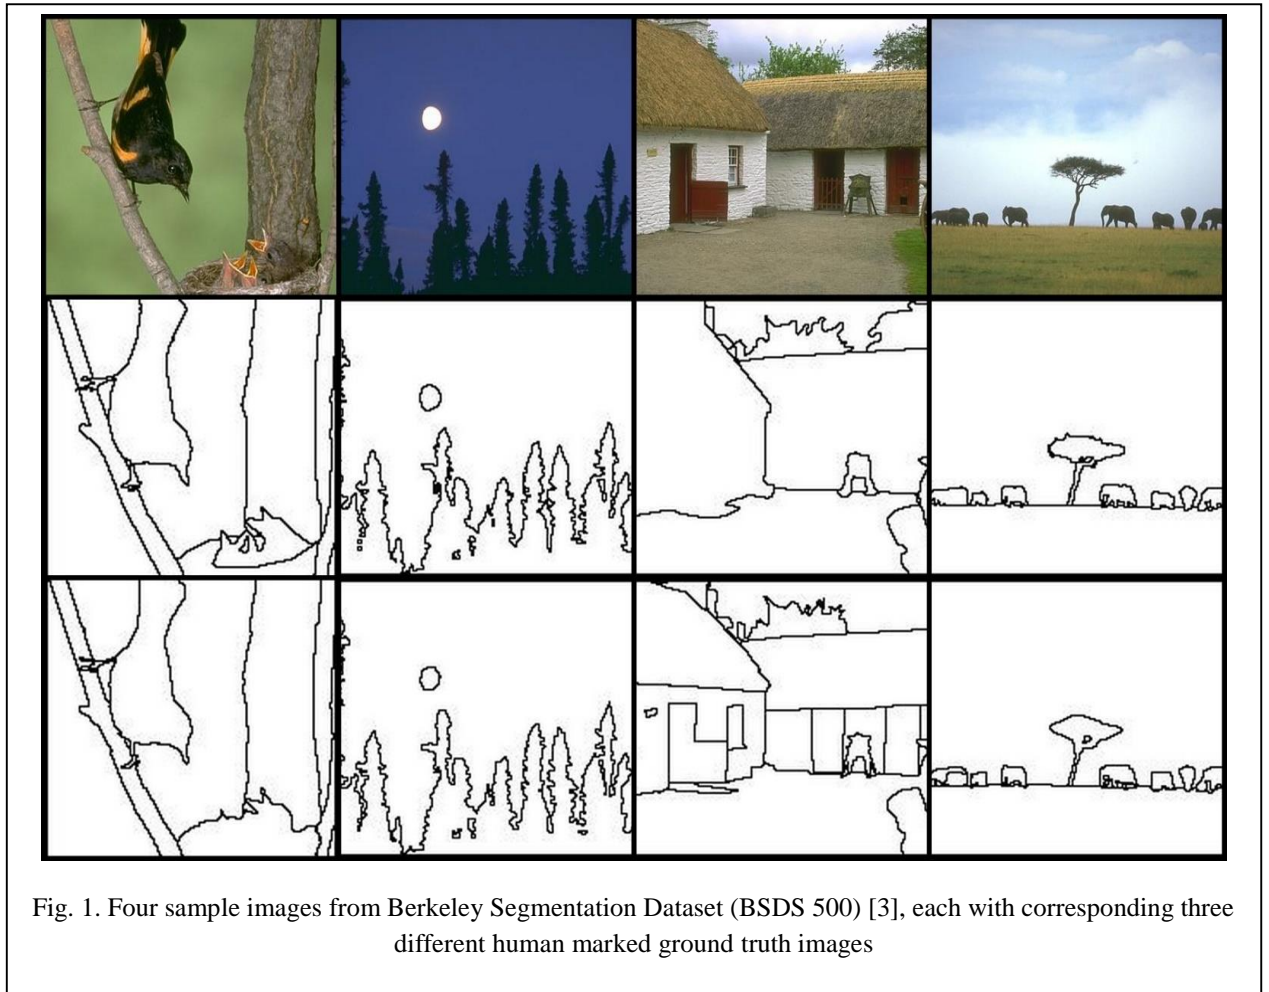 Fig. 1. Four sample images from Berkeley Segmentation Dataset (BSDS 500) [3], each with corresponding three
different human marked ground truth images